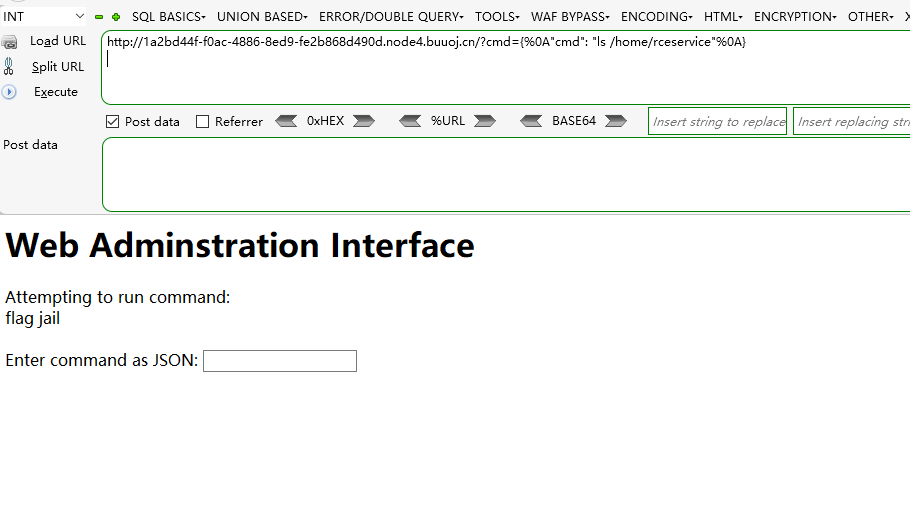 INT SQL BASICS UNION BASED ERROR/DOUBLE QUERY TOOLS WAF BYPASS ENCODING HTML ENCRYPTION OTHER X
Load URL http://1a2bd44f-f0ac-4886-8ed9-fe2b868d490d.node4.buuoj.cn/?cmd={%0A"cmd": "ls /home/rceservice"%0A}
Split URL
Execute
Post data Referrer 0xHEX %URL BASE64 Insert string to replace Insert replacing stri
Post data
Web Adminstration Interface
Attempting to run command:
flag jail
Enter command as JSON: